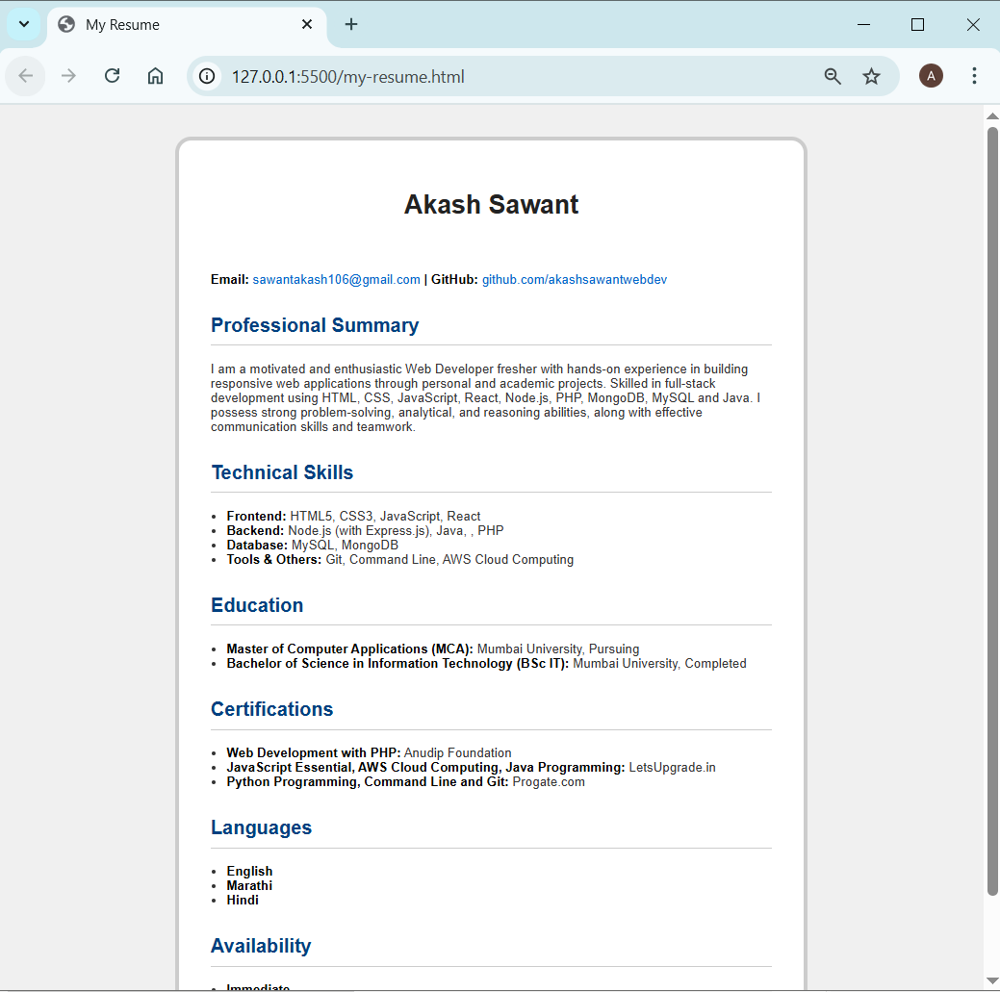 My Resume
127.0.0.1:5500/my-resume.html
A
Akash Sawant
Email: sawantakash106@gmail.com | GitHub: github.com/akashsawantwebdev
Professional Summary
I am a motivated and enthusiastic Web Developer fresher with hands-on experience in building
responsive web applications through personal and academic projects. Skilled in full-stack
development using HTML, CSS, JavaScript, React, Node.js, PHP, MongoDB, MySQL and Java. I
possess strong problem-solving, analytical, and reasoning abilities, along with effective
communication skills and teamwork.
Technical Skills
• Frontend: HTML5, CSS3, JavaScript, React
• Backend: Node.js (with Express.js), Java, , PHP
• Database: MySQL, MongoDB
• Tools & Others: Git, Command Line, AWS Cloud Computing
Education
• Master of Computer Applications (MCA): Mumbai University, Pursuing
• Bachelor of Science in Information Technology (BSc IT): Mumbai University, Completed
Certifications
• Web Development with PHP: Anudip Foundation
• JavaScript Essential, AWS Cloud Computing, Java Programming: LetsUpgrade.in
• Python Programming, Command Line and Git: Progate.com
Languages
• English
• Marathi
• Hindi
Availability
• Immediate